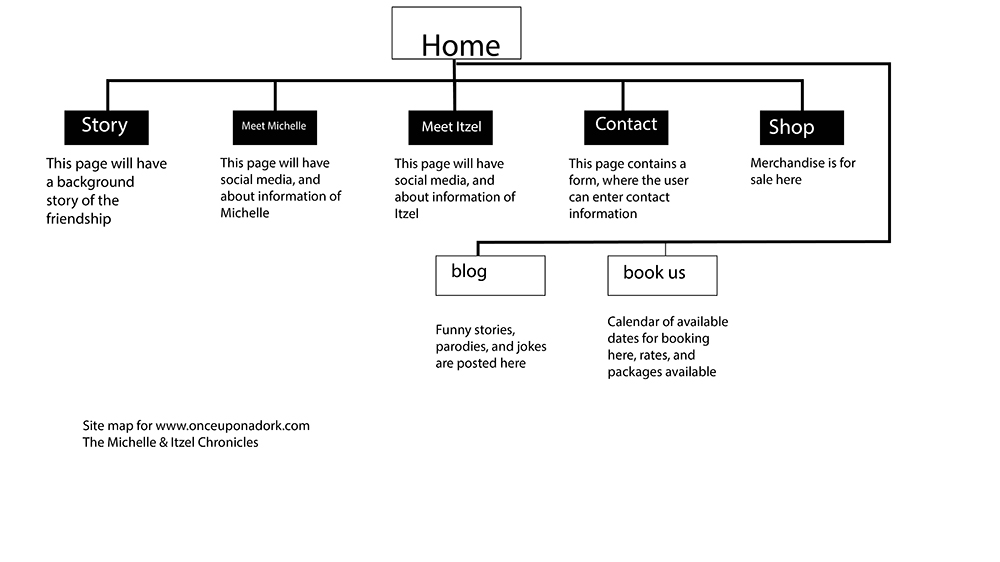 Home
Story
Meet Michelle
Meet Itzel
Contact
Shop
This page will have
a background
story of the
friendship
This page will have
social media, and
about information of
Michelle
This page will have
social media, and
about information of
Itzel
This page contains a
form, where the user
can enter contact
information
Merchandise is for
sale here
blog
book us
Funny stories,
parodies, and jokes
are posted here
Calendar of available
dates for booking
here, rates, and
packages available
Site map for www.onceuponadork.com
The Michelle & Itzel Chronicles